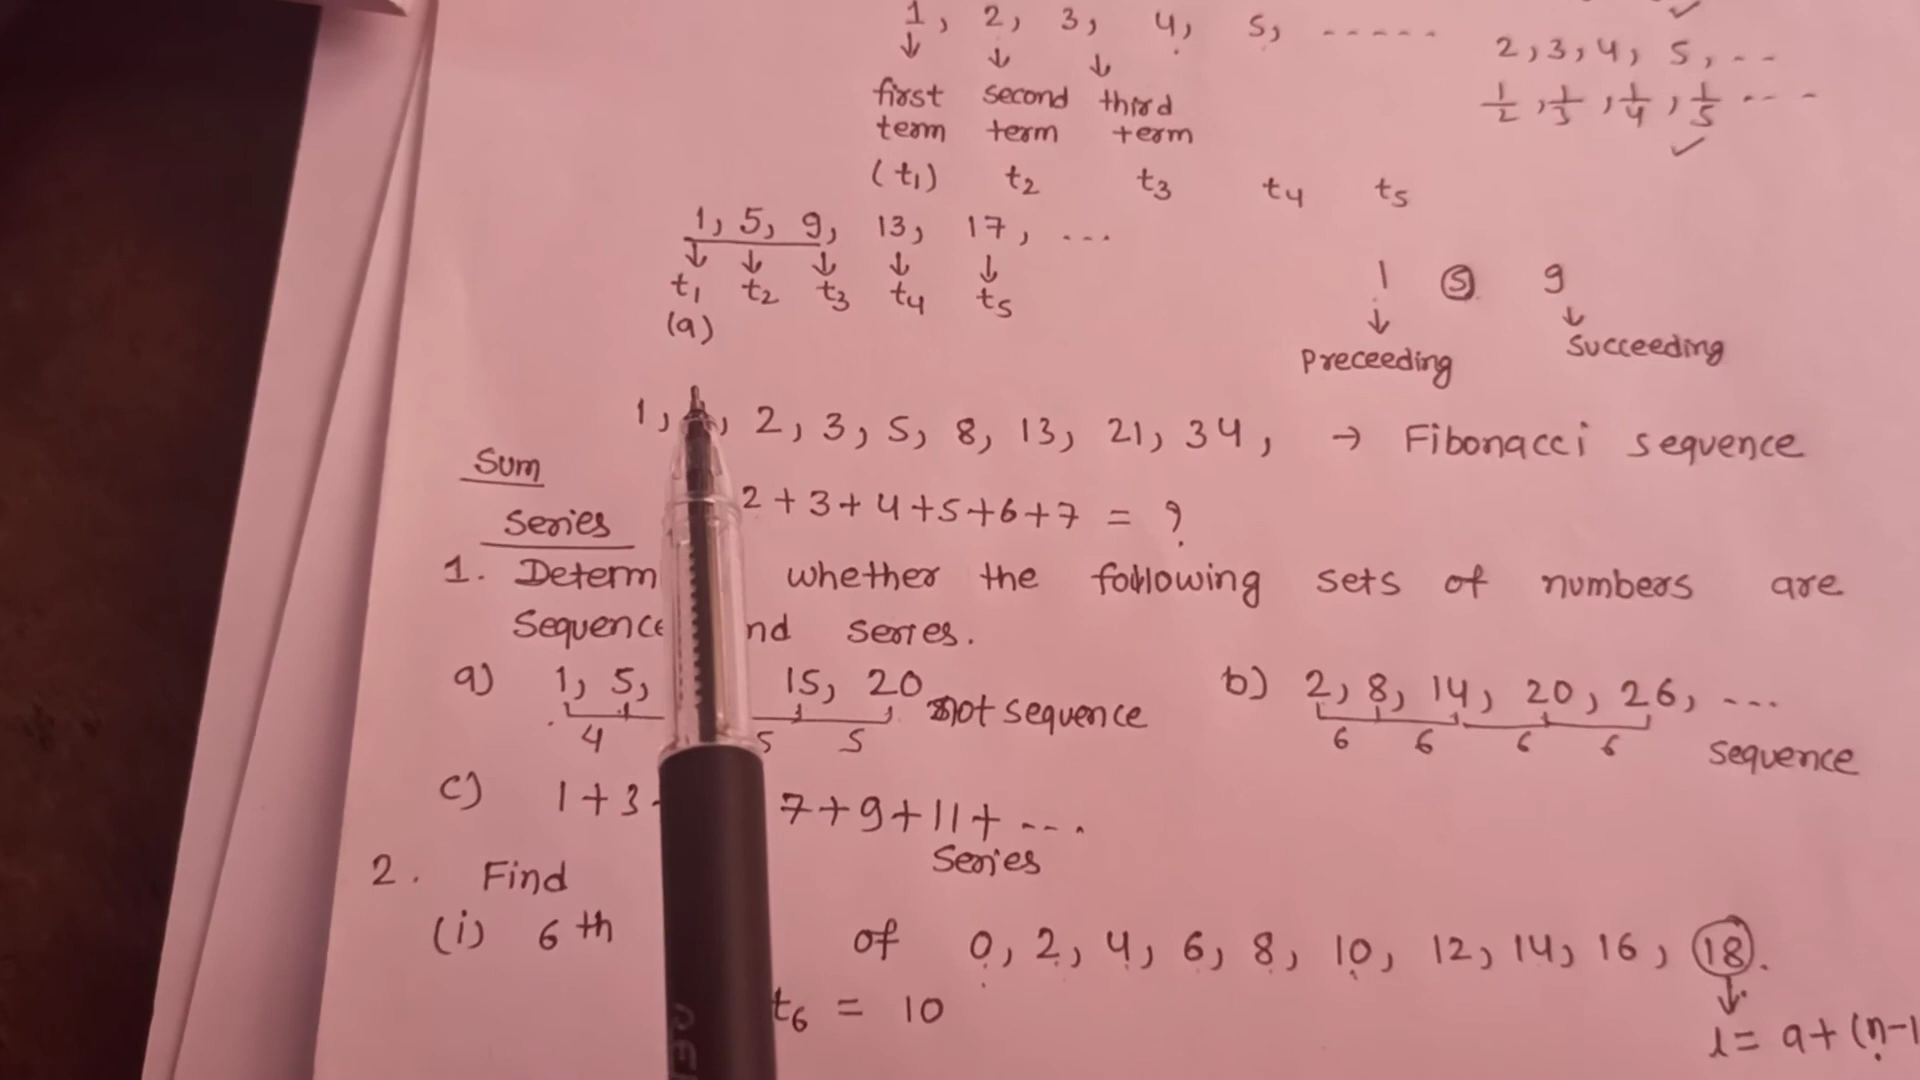 1, 2, 3, 4, 5, -----
2, 3, 4, 5, ---
↓ ↓ ↓
first second third
1/2, 1/3, 1/4, 1/5 ---
term term term
(t1) t2 t3 t4 t5
1, 5, 9, 13, 17, ...
↓ ↓ ↓ ↓ ↓
t1 t2 t3 t4 t5
(a)
1 5 9
↓ ↓
Preceeding Succeeding
1, , 2, 3, 5, 8, 13, 21, 34, → Fibonacci sequence
Sum
2+3+4+5+6+7 = ?
Series
1. Determ whether the following sets of numbers are
Sequence nd series.
a) 1, 5, 15, 20 not sequence
4 5 5
b) 2, 8, 14, 20, 26, ---
6 6 6 6 sequence
c) 1+3 7+9+11+ ---.
Series
2. Find
(i) 6th of 0, 2, 4, 6, 8, 10, 12, 14, 16, 18.
↓
t6 = 10
l = a+(n-1